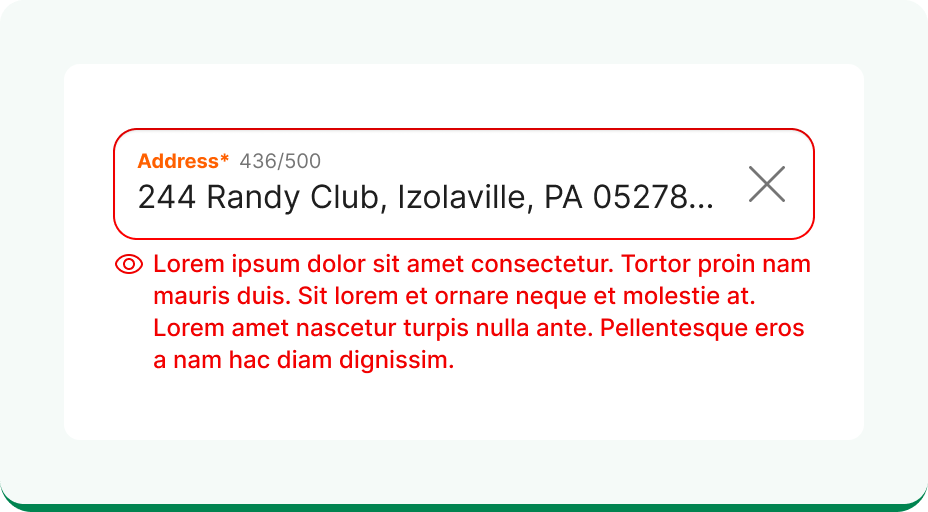 Address* 436/500
244 Randy Club, Izolaville, PA 05278...
Lorem ipsum dolor sit amet consectetur. Tortor proin nam
mauris duis. Sit lorem et ornare neque et molestie at.
Lorem amet nascetur turpis nulla ante. Pellentesque eros
a nam hac diam dignissim.